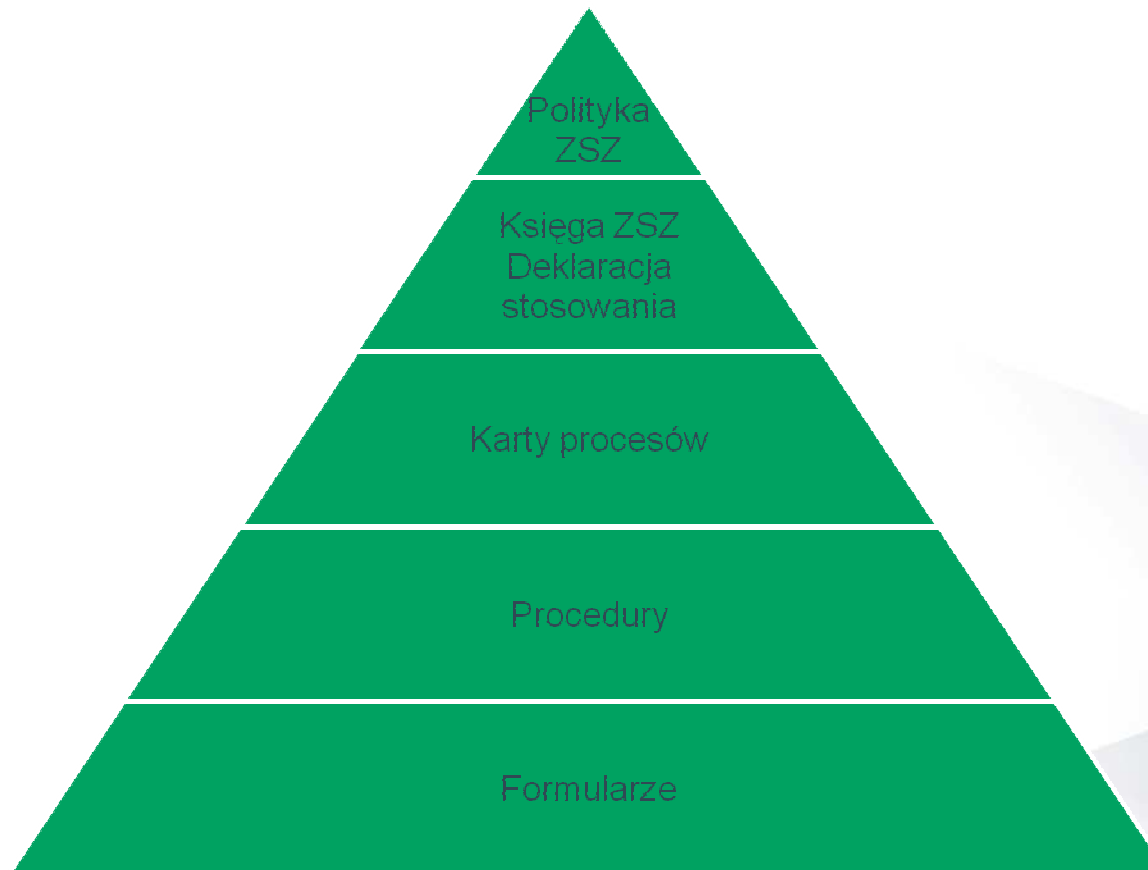 Polityka
ZSZ
Księga ZSZ
Deklaracja
stosowania
Karty procesów
Procedury
Formularze